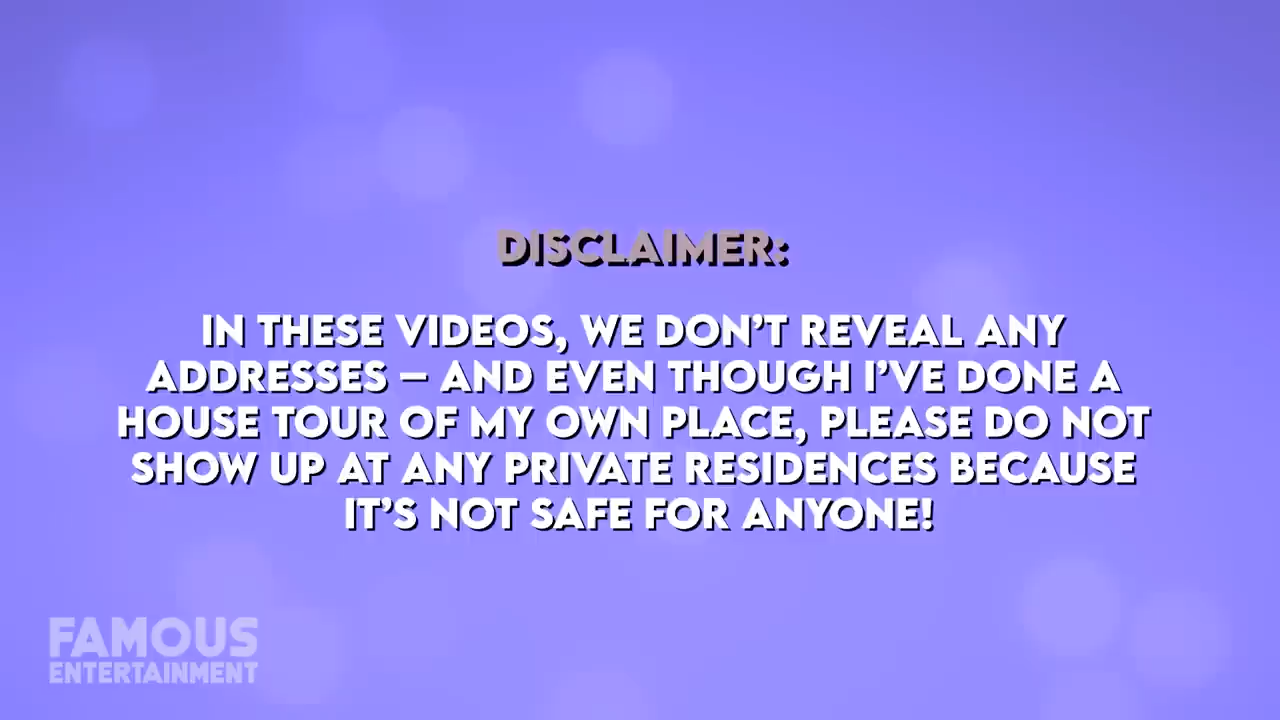 DISCLAIMER:
IN THESE VIDEOS, WE DON'T REVEAL ANY
ADDRESSES – AND EVEN THOUGH I'VE DONE A
HOUSE TOUR OF MY OWN PLACE, PLEASE DO NOT
SHOW UP AT ANY PRIVATE RESIDENCES BECAUSE
IT'S NOT SAFE FOR ANYONE!
FAMOUS
ENTERTAINMENT